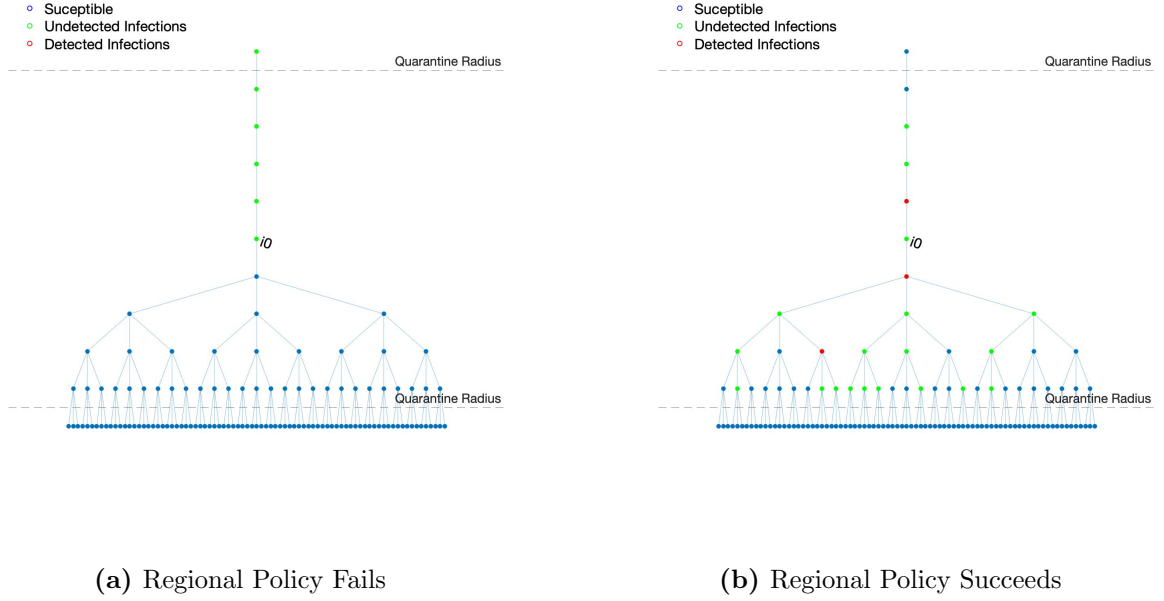 Suceptible
Undetected Infections
Detected Infections
Quarantine Radius
i0
Quarantine Radius
(a) Regional Policy Fails
Suceptible
Undetected Infections
Detected Infections
Quarantine Radius
i0
Quarantine Radius
(b) Regional Policy Succeeds